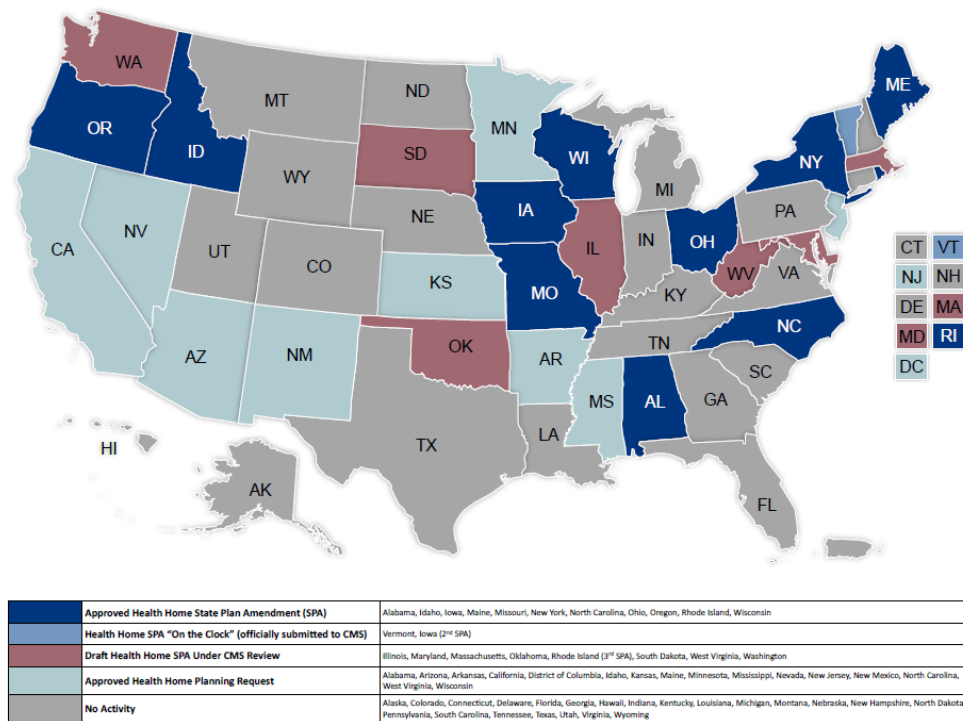 WA
MT
ND
MN
ME
OR
ID
SD
WI
NY
WY
MI
IA
NE
PA
NV
IL
IN
OH
CA
UT
CO
KS
MO
WV
VA
KY
NC
TN
AZ
NM
OK
AR
SC
MS
AL
GA
TX
LA
HI
AK
FL
CT VT
NJ NH
DE MA
MD RI
DC
Approved Health Home State Plan Amendment (SPA)
Alabama, Idaho, Iowa, Maine, Missouri, New York, North Carolina, Ohio, Oregon, Rhode Island, Wisconsin
Health Home SPA “On the Clock” (officially submitted to CMS)
Vermont, Iowa (2nd SPA)
Draft Health Home SPA Under CMS Review
Illinois, Maryland, Massachusetts, Oklahoma, Rhode Island (3rd SPA), South Dakota, West Virginia, Washington
Approved Health Home Planning Request
Alabama, Arizona, Arkansas, California, District of Columbia, Idaho, Kansas, Maine, Minnesota, Mississippi, Nevada, New Jersey, New Mexico, North Carolina,
West Virginia, Wisconsin
No Activity
Alaska, Colorado, Connecticut, Delaware, Florida, Georgia, Hawaii, Indiana, Kentucky, Louisiana, Michigan, Montana, Nebraska, New Hampshire, North Dakota,
Pennsylvania, South Carolina, Tennessee, Texas, Utah, Virginia, Wyoming